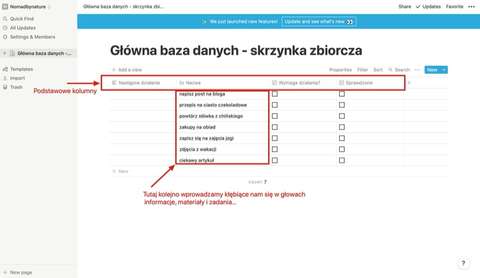 Nomadbynature
Quick Find
All Updates
Settings & Members
Główna baza danych - ...
Templates
Import
Trash
New page
Główna baza danych - skrzynka zbi...
Share
Updates
Favorite
We just launched new features!
Update and see what's new 👀
Główna baza danych - skrzynka zbiorcza
Add a view
Properties
Filter
Sort
Search
New
Następne działanie
Nazwa
Wymaga działania?
Sprawdzone
Podstawowe kolumny
napisz post na bloga
przepis na ciasto czekoladowe
powtórz słówka z chińskiego
zakupy na obiad
zapisz się na zajęcia jogi
zdjęcia z wakacji
ciekawy artykuł
New
COUNT 7
Tutaj kolejno wprowadzamy kłębiące nam się w głowach
informacje, materiały i zadania...
?